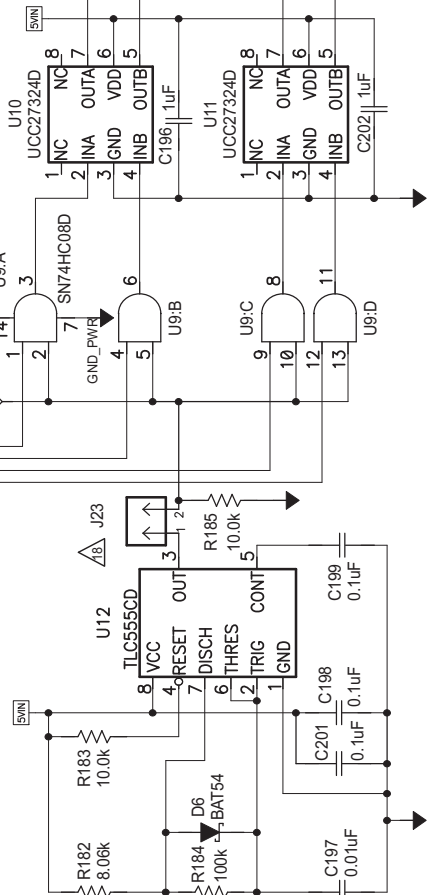 5VIN
U10
UCC27324D
8 7 6 5
NC OUTA VDD OUTB
NC INA GND INB
1 2 3 4
C196 1uF
U11
UCC27324D
8 7 6 5
NC OUTA VDD OUTB
NC INA GND INB
1 2 3 4
C202 1uF
U9:A
SN74HC08D
3
14
7
1 2
GND_PWR
6
U9:B
4 5
8
U9:C
9 10
11
U9:D
12 13
J23
1 2
18
R185
10.0k
U12
TLC555CD
3 OUT
5 CONT
8 VCC
4 RESET
7 DISCH
6 THRES
2 TRIG
1 GND
C199
0.1uF
5VIN
R183
10.0k
C198
0.1uF
C201
0.1uF
R182
8.06k
D6
BAT54
R184
100k
C197
0.01uF